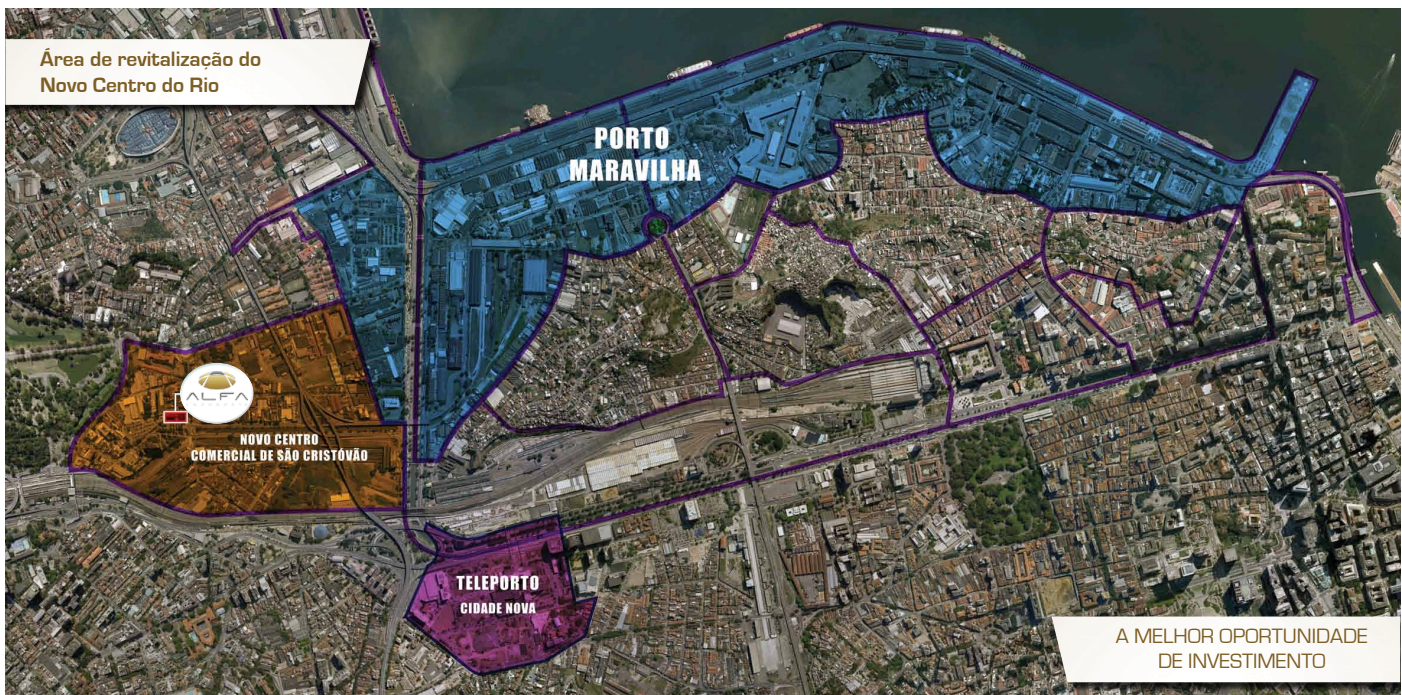 Área de revitalização do
Novo Centro do Rio
PORTO
MARAVILHA
ALFA
NOVO CENTRO
COMERCIAL DE SÃO CRISTÓVÃO
TELEPORTO
CIDADE NOVA
A MELHOR OPORTUNIDADE
DE INVESTIMENTO